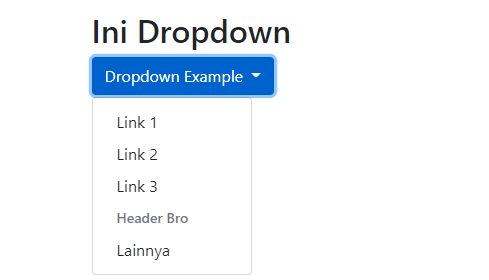 Ini Dropdown
Dropdown Example
Link 1
Link 2
Link 3
Header Bro
Lainnya